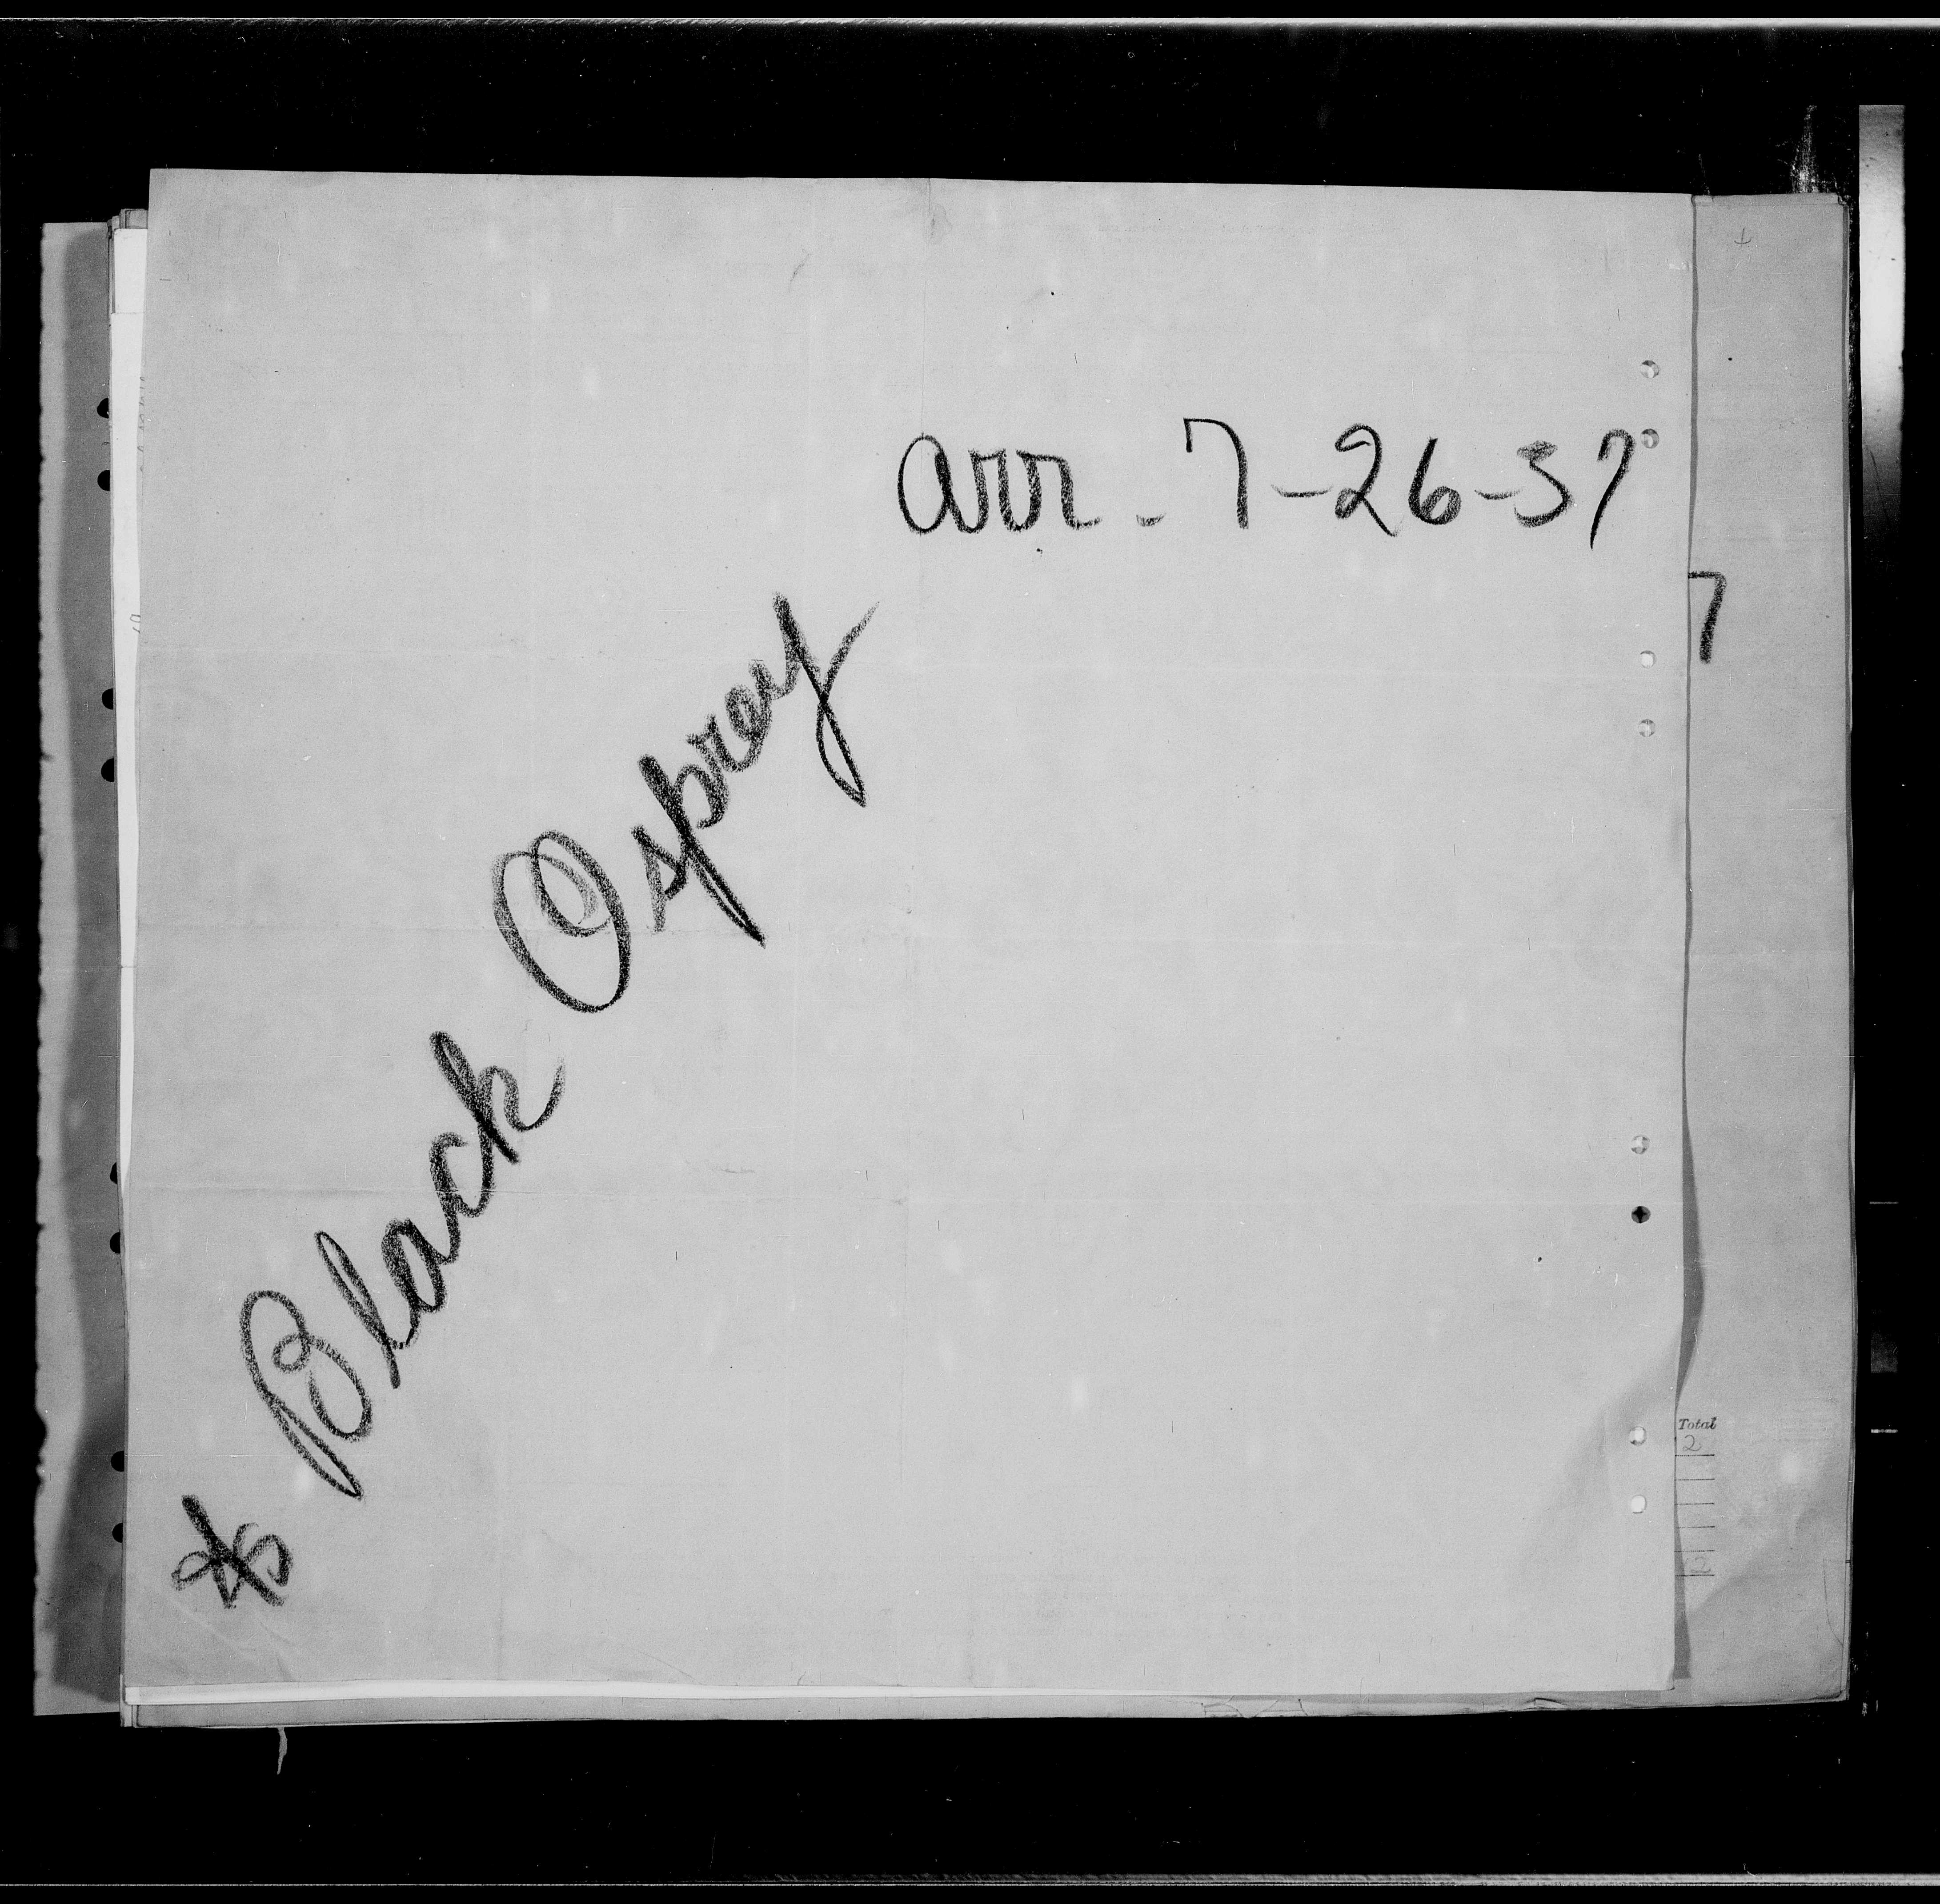 arr. 7-26-37
7
Ss Black Osprey
Total
2
2